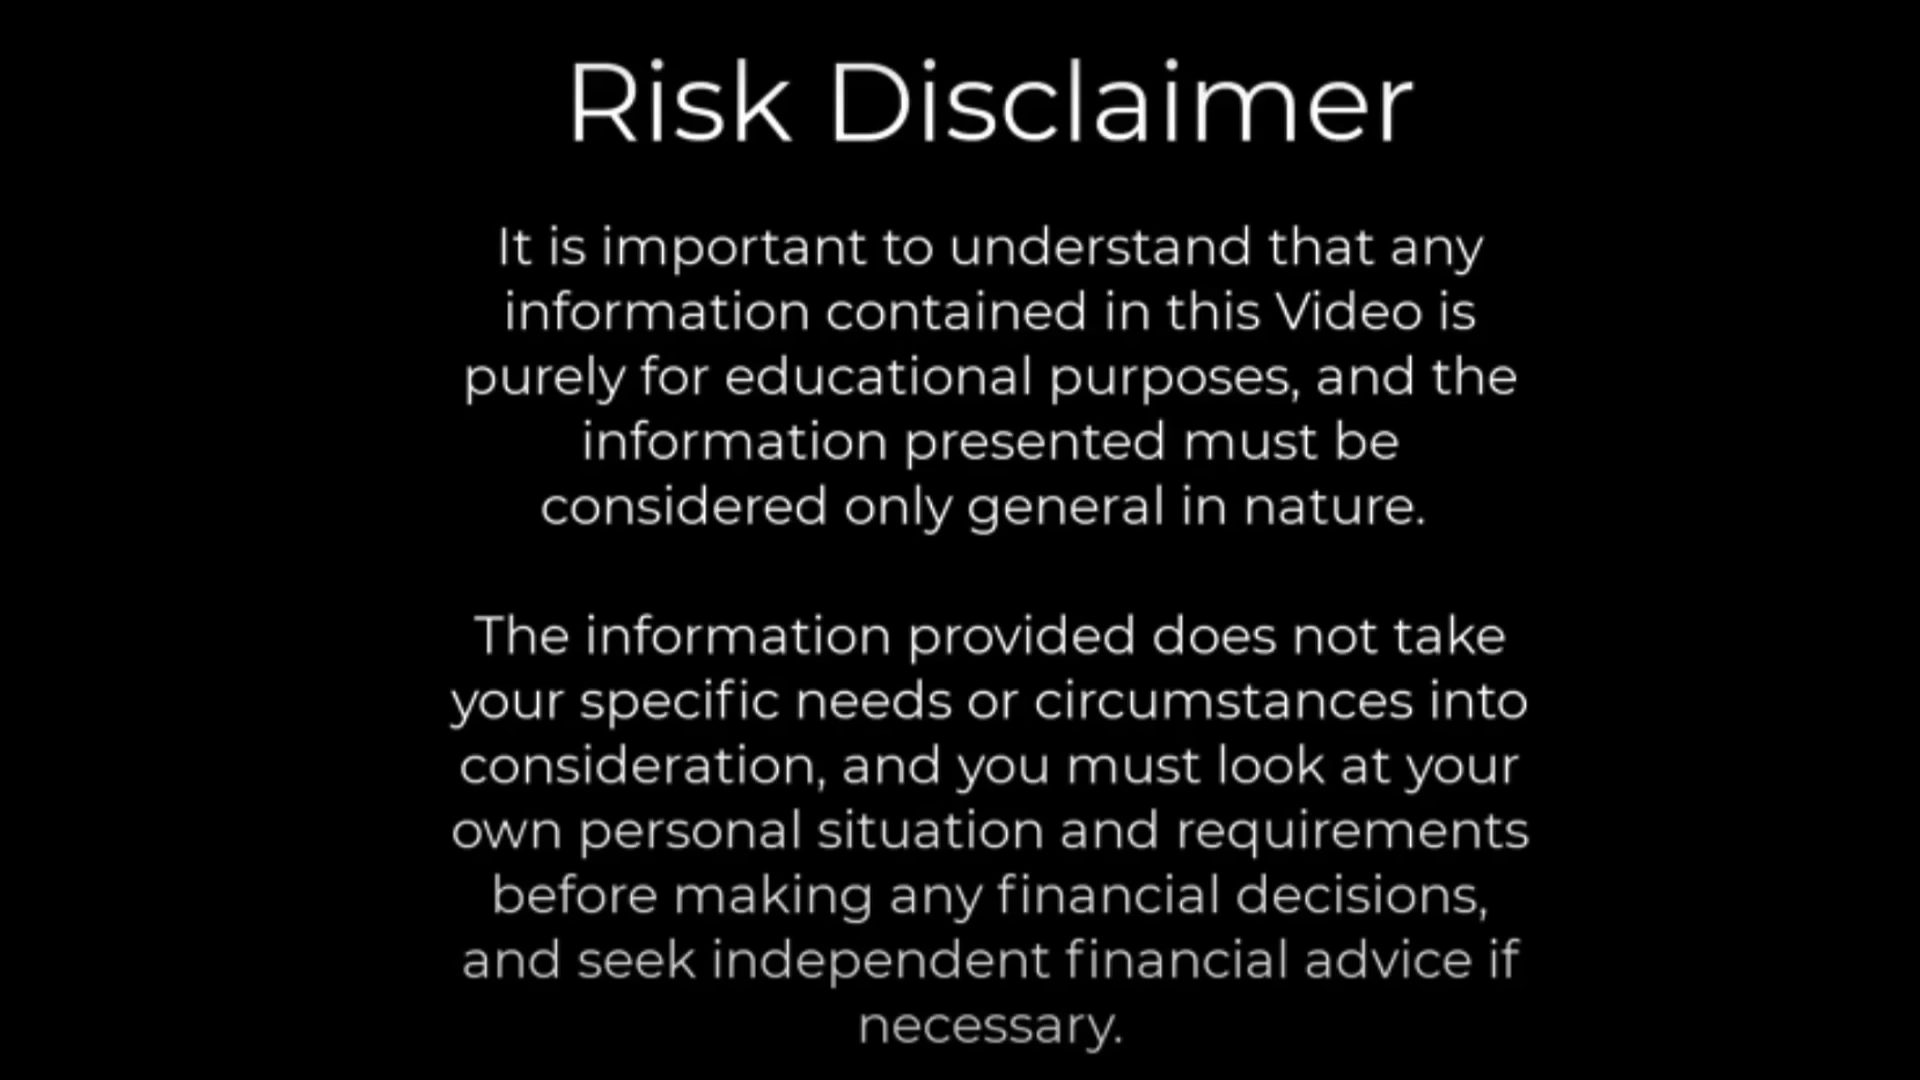 Risk Disclaimer
It is important to understand that any
information contained in this Video is
purely for educational purposes, and the
information presented must be
considered only general in nature.
The information provided does not take
your specific needs or circumstances into
consideration, and you must look at your
own personal situation and requirements
before making any financial decisions,
and seek independent financial advice if
necessary.